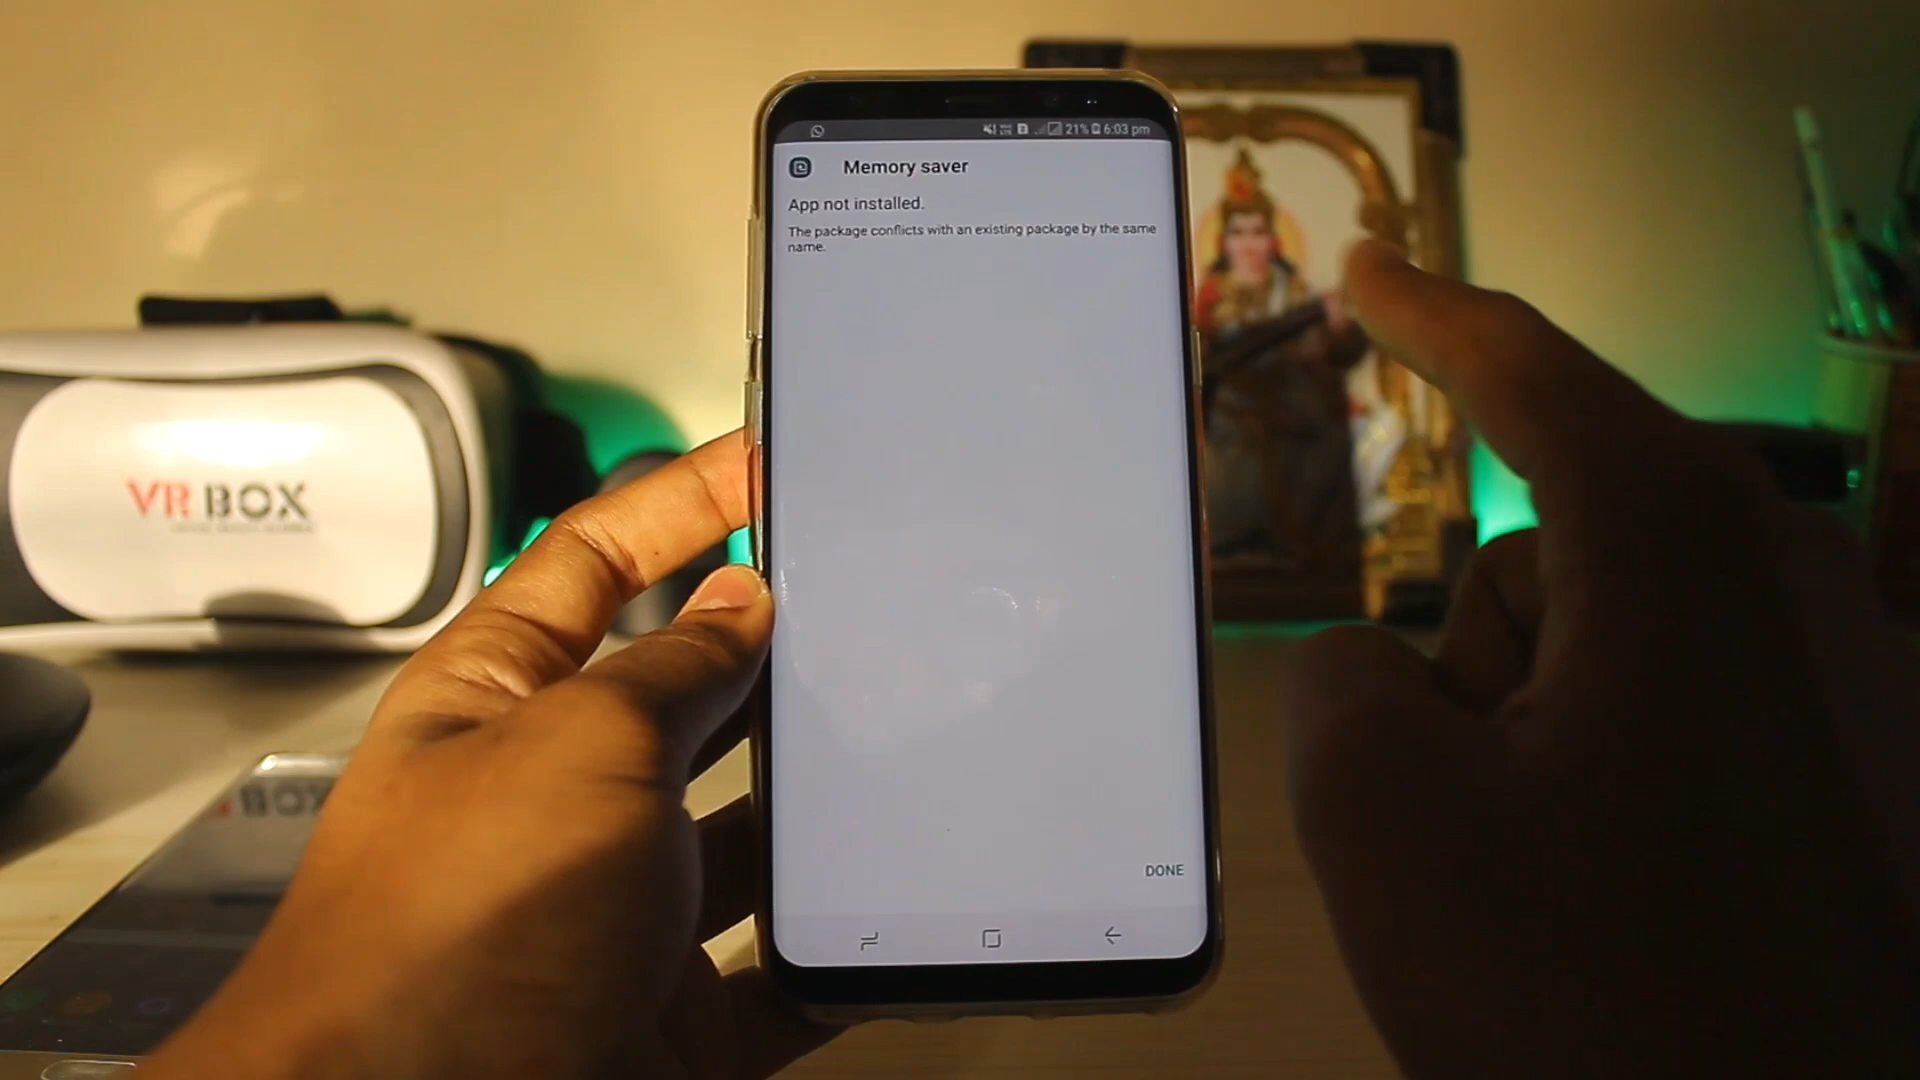 21% 6:03 pm
Memory saver
App not installed.
The package conflicts with an existing package by the same
name.
DONE
VR BOX